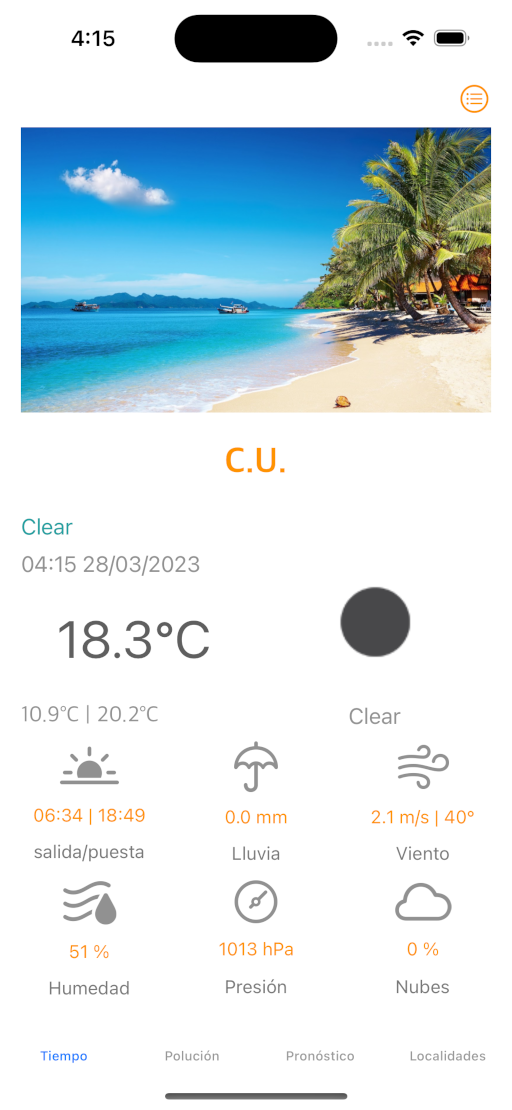 4:15
C.U.
Clear
04:15 28/03/2023
18.3°C
10.9°C | 20.2°C
Clear
06:34 | 18:49
0.0 mm
2.1 m/s | 40°
salida/puesta
Lluvia
Viento
51 %
1013 hPa
0 %
Humedad
Presión
Nubes
Tiempo
Polución
Pronóstico
Localidades